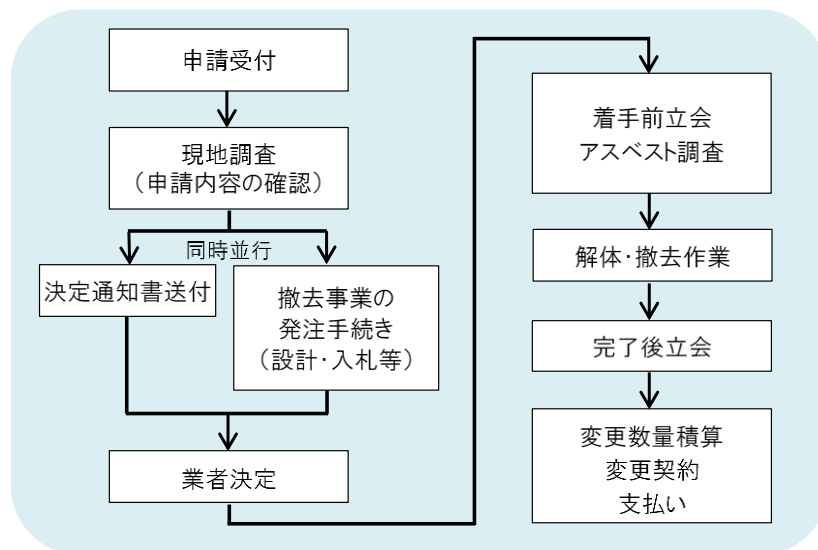 申請受付
現地調査
（申請内容の確認）
同時並行
決定通知書送付
撤去事業の
発注手続き
（設計・入札等）
業者決定
着手前立会
アスベスト調査
解体・撤去作業
完了後立会
変更数量積算
変更契約
支払い